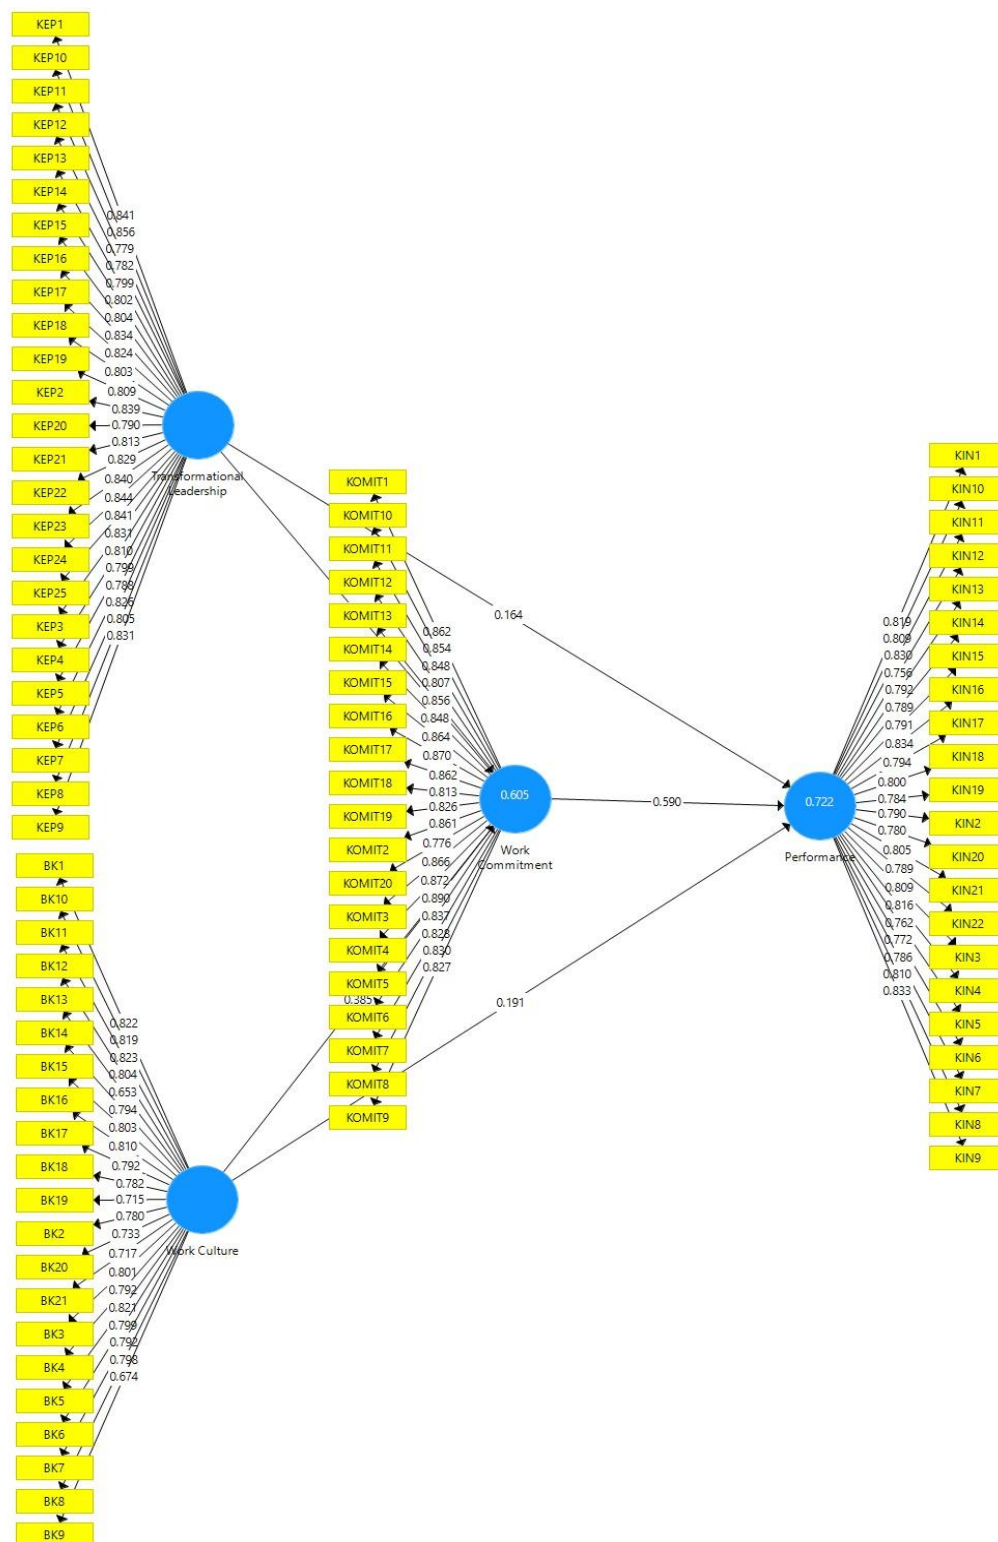 KEP1
KEP10
KEP11
KEP12
KEP13
KEP14
KEP15
KEP16
KEP17
KEP18
KEP19
KEP2
KEP20
KEP21
KEP22
KEP23
KEP24
KEP25
KEP3
KEP4
KEP5
KEP6
KEP7
KEP8
KEP9
0.841
0.856
0.779
0.782
0.799
0.802
0.804
0.834
0.824
0.803
0.809
0.839
0.790
0.813
0.829
0.840
0.844
0.841
0.831
0.810
0.799
0.788
0.826
0.805
0.831
Transformational
Leadership
BK1
BK10
BK11
BK12
BK13
BK14
BK15
BK16
BK17
BK18
BK19
BK2
BK20
BK21
BK3
BK4
BK5
BK6
BK7
BK8
BK9
0.822
0.819
0.823
0.804
0.653
0.794
0.803
0.810
0.792
0.782
0.715
0.780
0.733
0.717
0.801
0.792
0.821
0.799
0.792
0.798
0.674
Work Culture
KOMIT1
KOMIT10
KOMIT11
KOMIT12
KOMIT13
KOMIT14
KOMIT15
KOMIT16
KOMIT17
KOMIT18
KOMIT19
KOMIT2
KOMIT20
KOMIT3
KOMIT4
KOMIT5
KOMIT6
KOMIT7
KOMIT8
KOMIT9
0.862
0.854
0.848
0.807
0.856
0.848
0.864
0.870
0.862
0.813
0.826
0.861
0.776
0.866
0.872
0.890
0.837
0.828
0.830
0.827
0.385
0.605
Work
Commitment
0.164
0.590
0.191
0.722
Performance
0.819
0.809
0.830
0.756
0.792
0.789
0.791
0.834
0.794
0.800
0.784
0.790
0.780
0.805
0.789
0.809
0.816
0.762
0.772
0.786
0.810
0.833
KIN1
KIN10
KIN11
KIN12
KIN13
KIN14
KIN15
KIN16
KIN17
KIN18
KIN19
KIN2
KIN20
KIN21
KIN22
KIN3
KIN4
KIN5
KIN6
KIN7
KIN8
KIN9